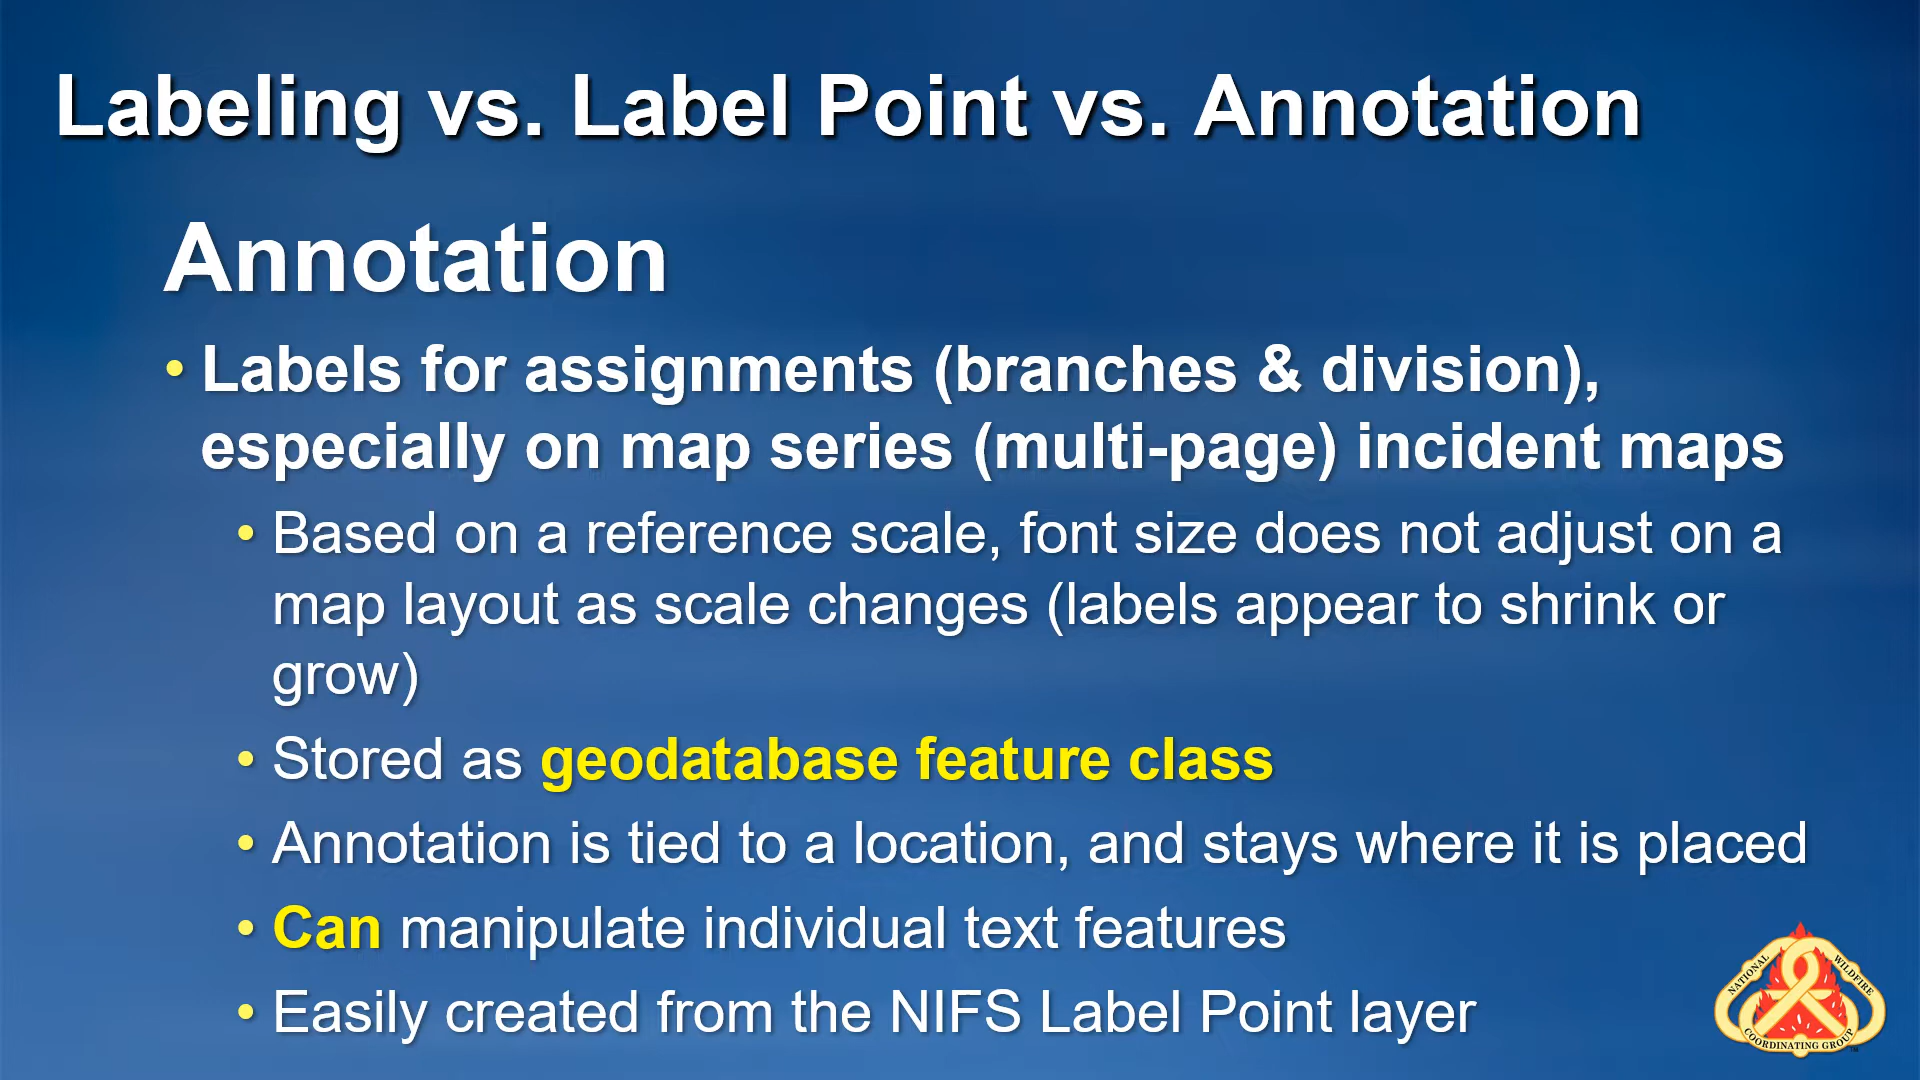 Labeling vs. Label Point vs. Annotation
Annotation
• Labels for assignments (branches & division),
especially on map series (multi-page) incident maps
• Based on a reference scale, font size does not adjust on a
map layout as scale changes (labels appear to shrink or
grow)
• Stored as geodatabase feature class
• Annotation is tied to a location, and stays where it is placed
• Can manipulate individual text features
• Easily created from the NIFS Label Point layer
NATIONAL WILDFIRE
COORDINATING GROUP
™